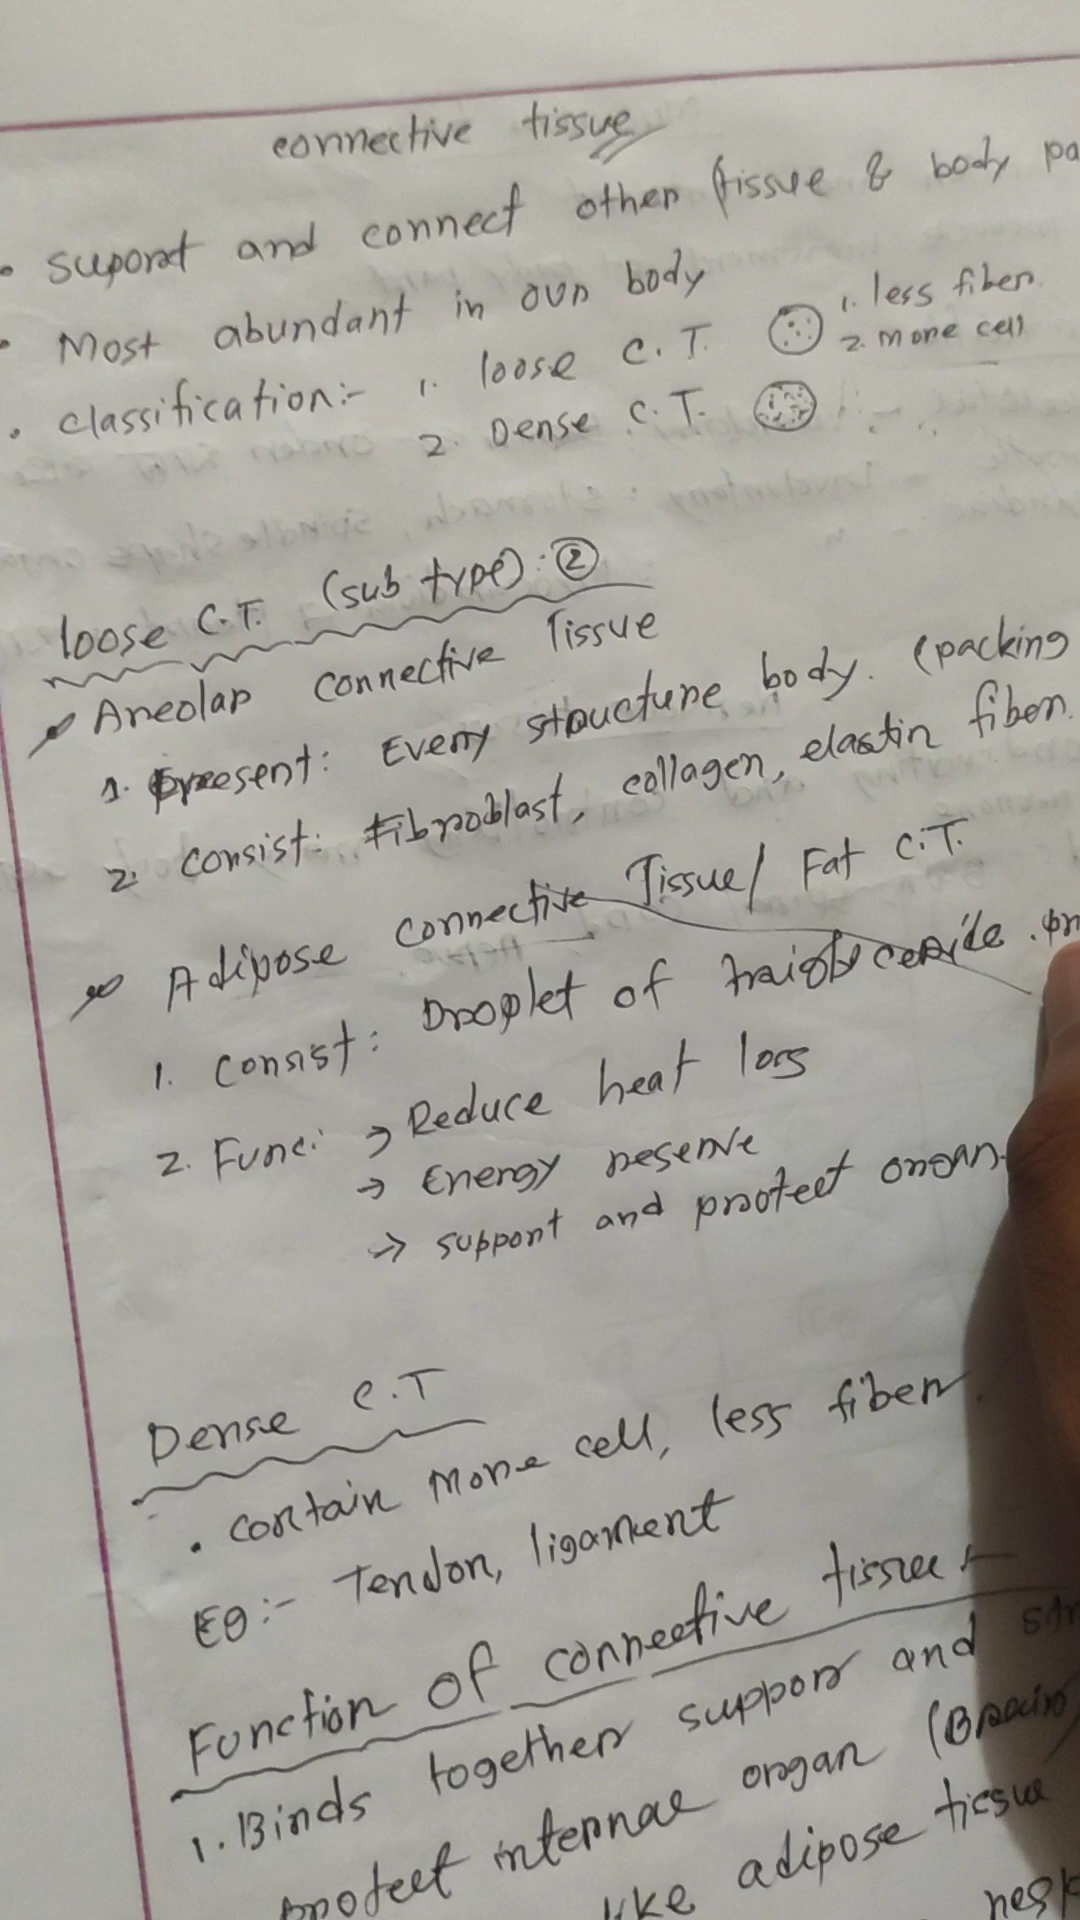 connective tissue
• suport and connect other tissue & body pa
• Most abundant in our body
• classification:- 1. loose C.T. 1. less fiber.
2. more cell
2. Dense C.T.
loose C.T. (sub type): ②
Areolar connective Tissue
1. Present: Every structure body. (packing
2. consist: Fibroblast, collagen, elastin fiber.
Adipose connective Tissue/ Fat C.T.
1. consist: Droplet of
2. Func: → Reduce heat loss
→ Energy reserve
→ support and protect organ.
Dense C.T
• contain more cell, less fiber.
Eg:- Tendon, ligament
Function of connective tissue:-
1. Binds together support and str
protect internal organ (Brain)
like adipose tissue